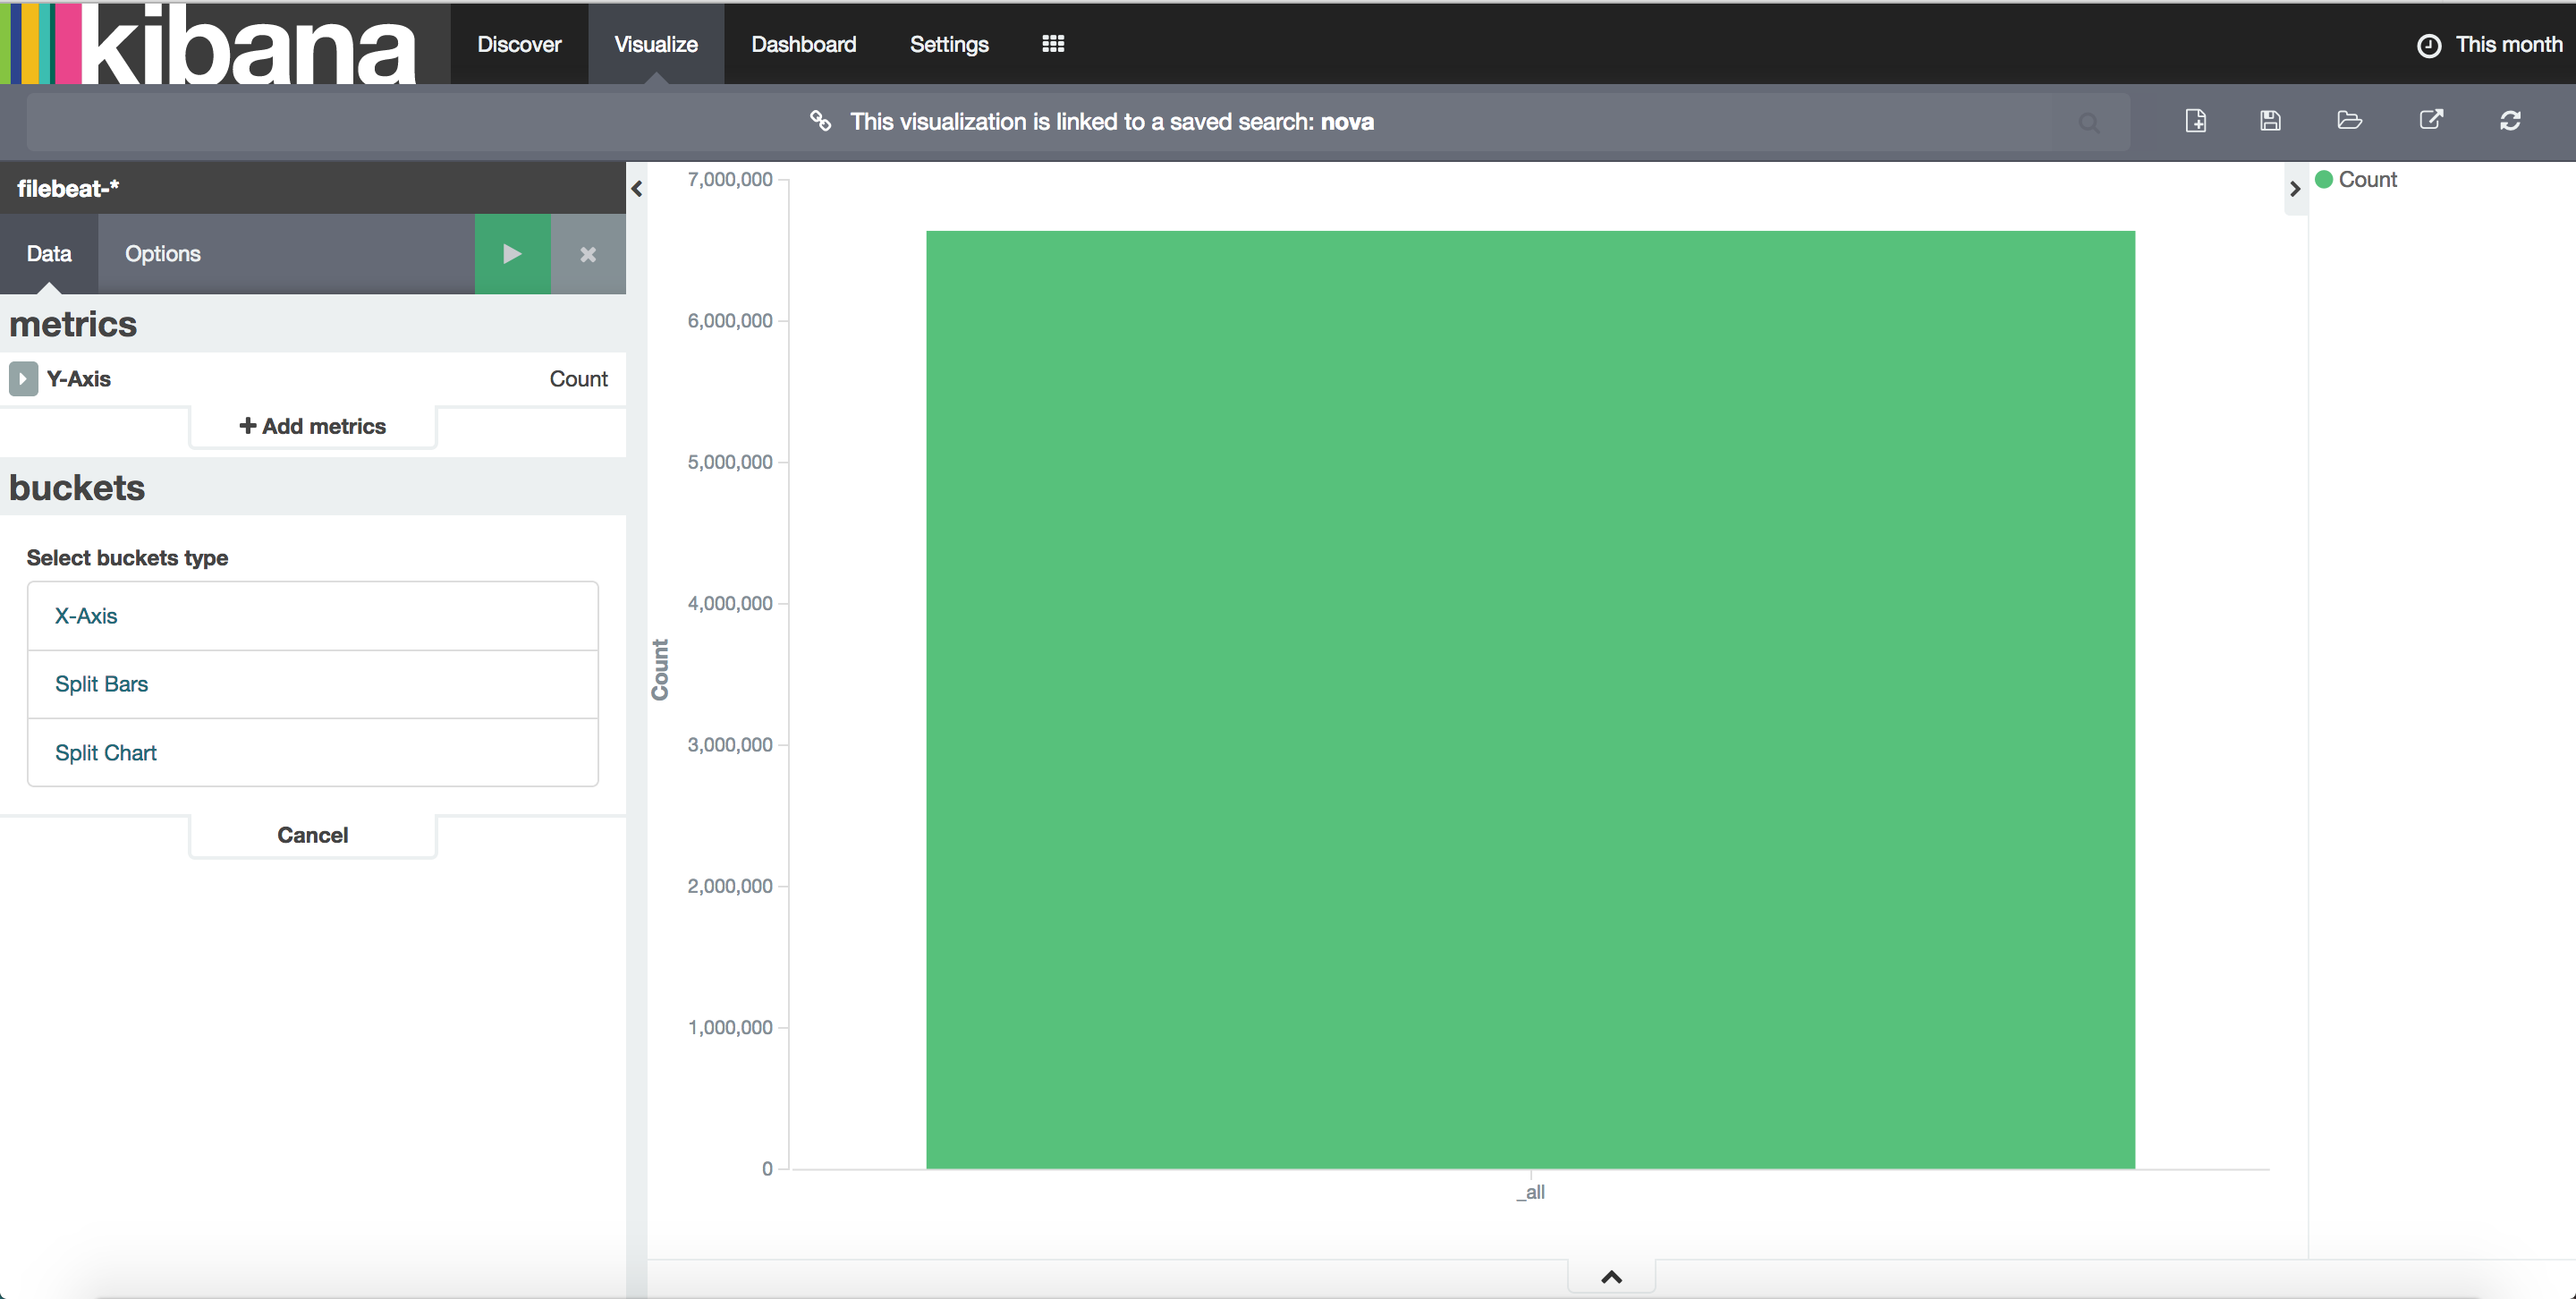 kibana
Discover
Visualize
Dashboard
Settings
This month
This visualization is linked to a saved search: nova
filebeat-*
Data
Options
metrics
Y-Axis Count
Add metrics
buckets
Select buckets type
X-Axis
Split Bars
Split Chart
Cancel
7,000,000
6,000,000
5,000,000
4,000,000
3,000,000
2,000,000
1,000,000
0
Count
_all
Count